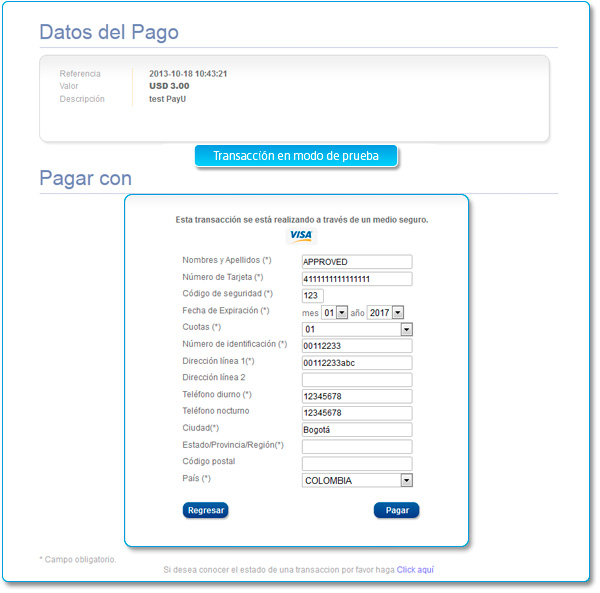 Datos del Pago
Referencia 2013-10-18 10:43:21
Valor USD 3.00
Descripción test PayU
Transacción en modo de prueba
Pagar con
Esta transacción se está realizando a través de un medio seguro.
VISA
Nombres y Apellidos (*) APPROVED
Número de Tarjeta (*) 4111111111111111
Código de seguridad (*) 123
Fecha de Expiración (*) mes 01 año 2017
Cuotas (*) 01
Número de identificación (*) 00112233
Dirección línea 1(*) 00112233abc
Dirección línea 2
Teléfono diurno (*) 12345678
Teléfono nocturno 12345678
Ciudad(*) Bogotá
Estado/Provincia/Región(*)
Código postal
País (*) COLOMBIA
Regresar Pagar
* Campo obligatorio.
Si desea conocer el estado de una transaccion por favor haga Click aquí